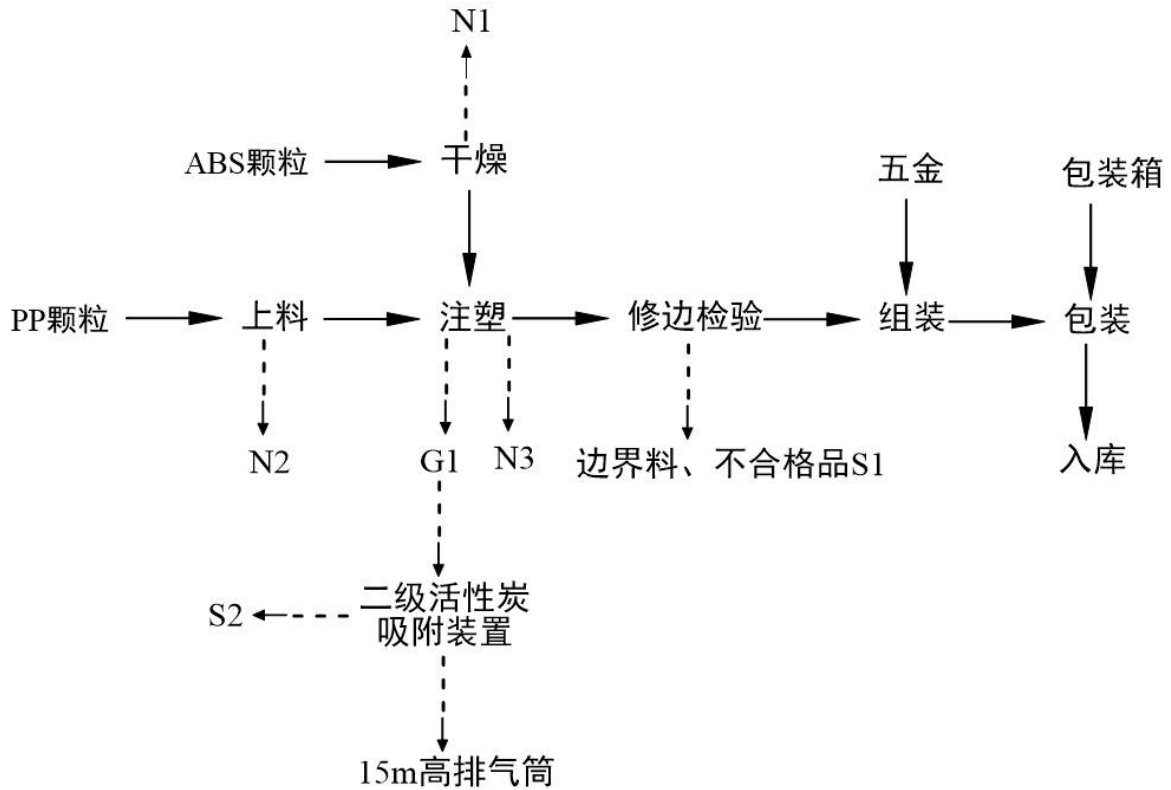 N1
ABS颗粒
干燥
五金
包装箱
PP颗粒
上料
注塑
修边检验
组装
包装
N2
G1
N3
边界料、不合格品S1
入库
S2
二级活性炭
吸附装置
15m高排气筒